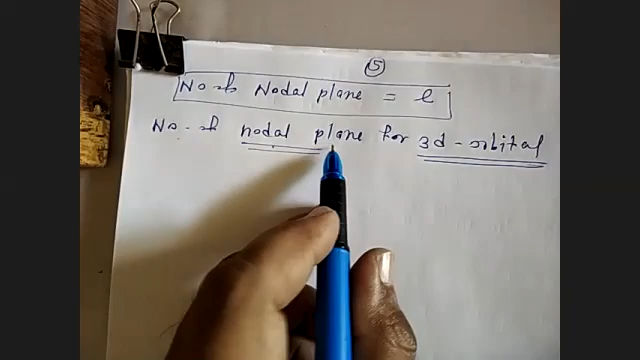 5
No of Nodal plane = l
No. of nodal plane for 3d - orbital